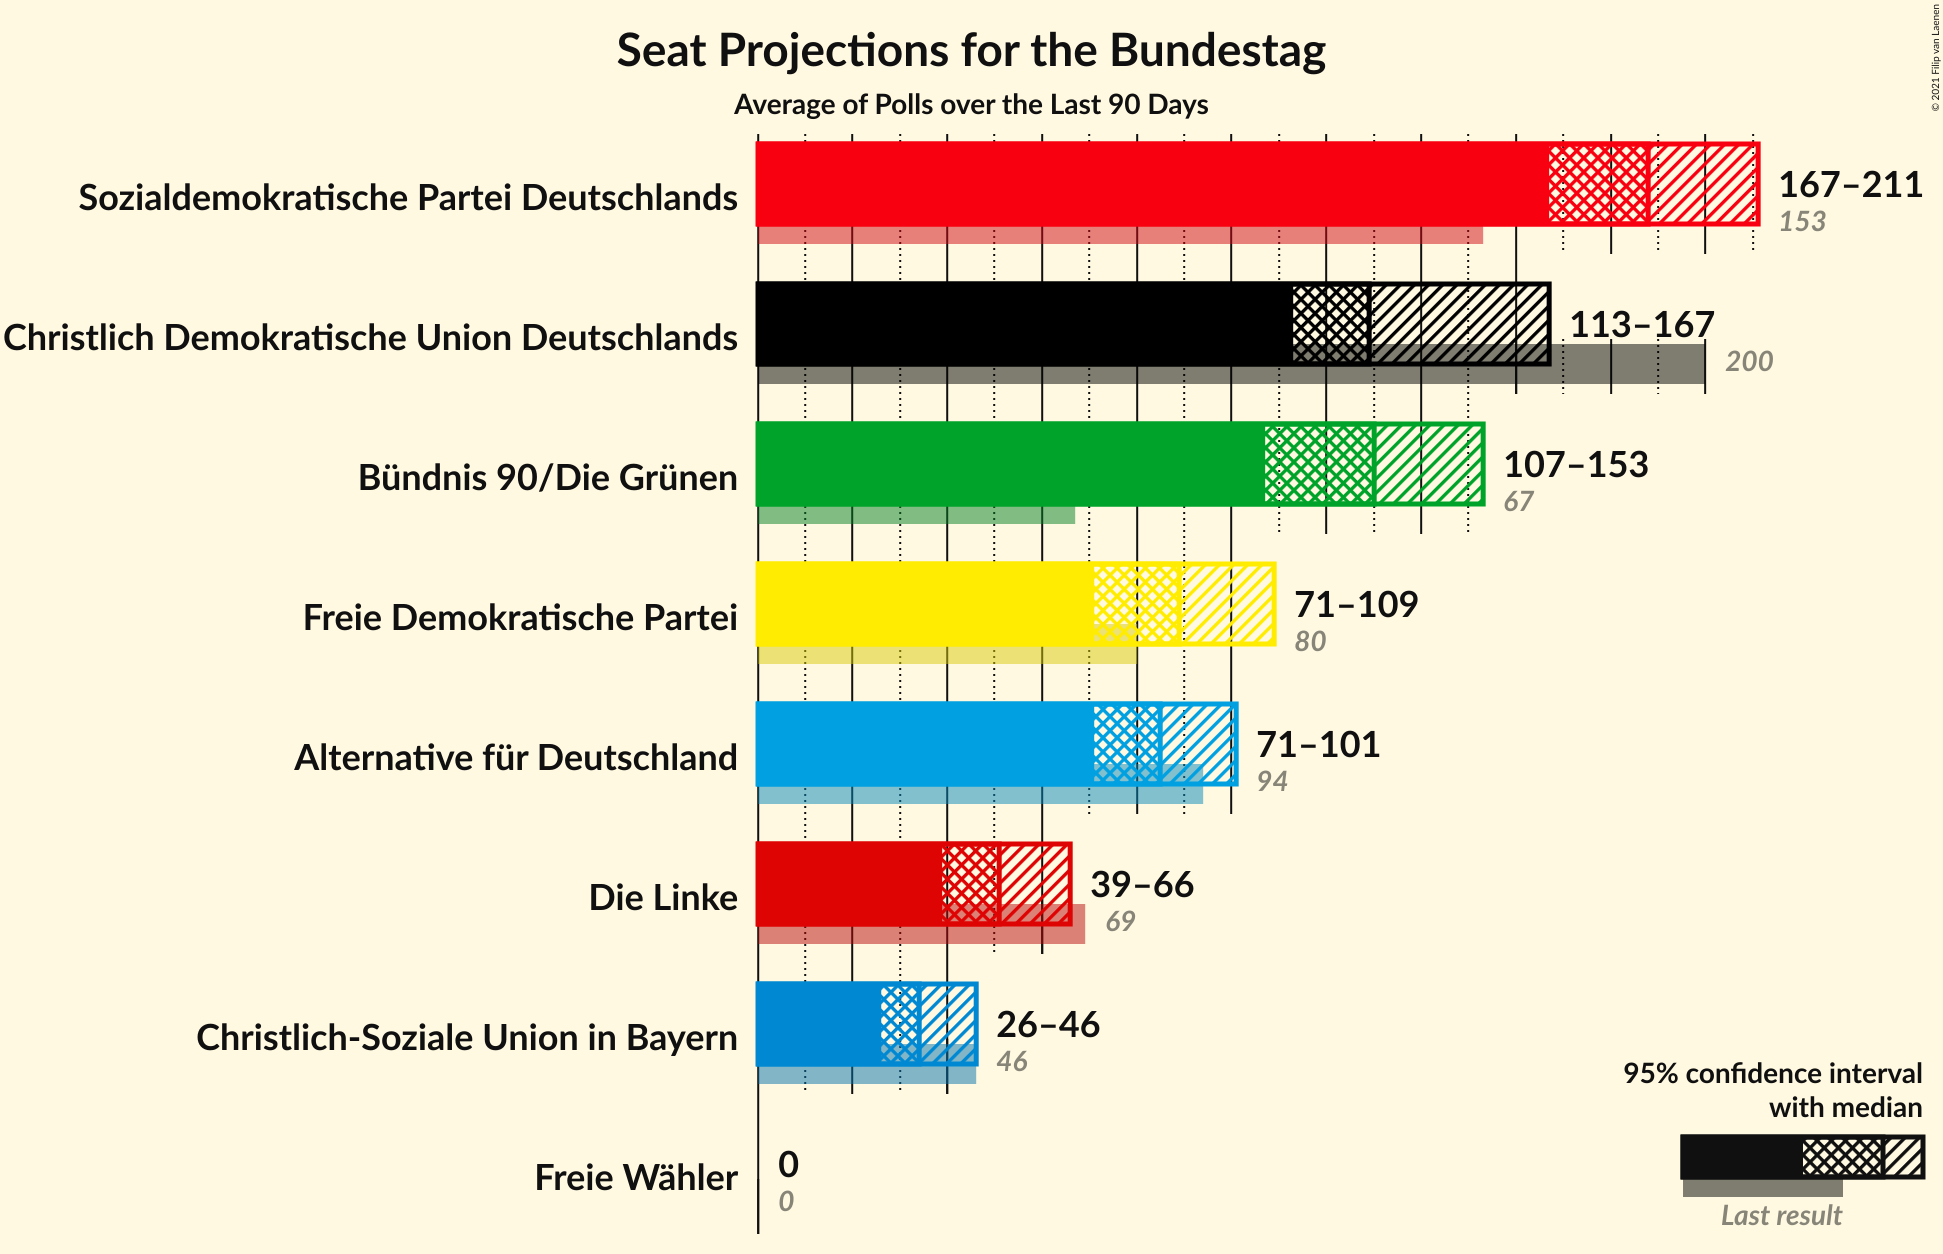 Seat Projections for the Bundestag
Average of Polls over the Last 90 Days
© 2021 Filip van Laenen
Sozialdemokratische Partei Deutschlands
167–211
153
Christlich Demokratische Union Deutschlands
113–167
200
Bündnis 90/Die Grünen
107–153
67
Freie Demokratische Partei
71–109
80
Alternative für Deutschland
71–101
94
Die Linke
39–66
69
Christlich-Soziale Union in Bayern
26–46
46
Freie Wähler
0
0
95% confidence interval
with median
Last result